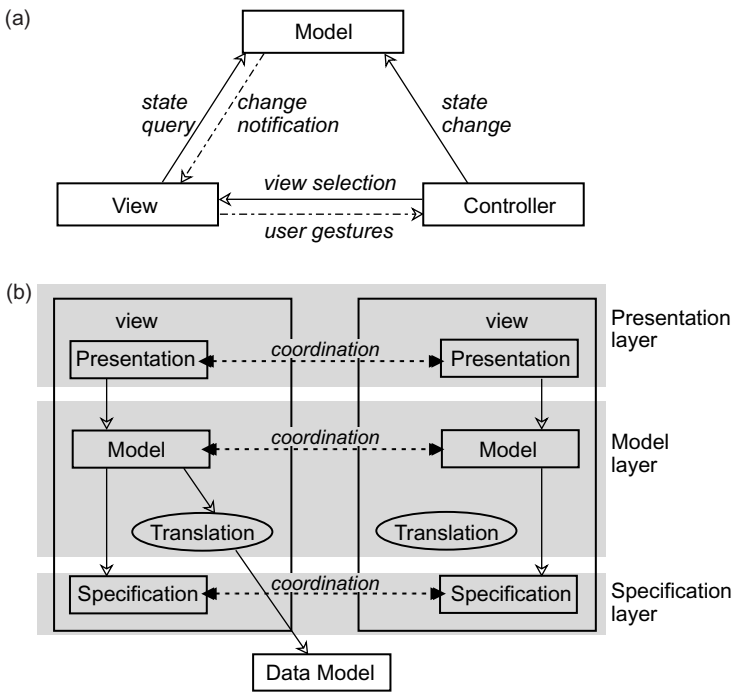 (a)
Model
state
query
change
notification
state
change
view selection
View
Controller
user gestures
(b)
view
view
Presentation
layer
Presentation
coordination
Presentation
Model
coordination
Model
Model
layer
Translation
Translation
Specification
coordination
Specification
Specification
layer
Data Model